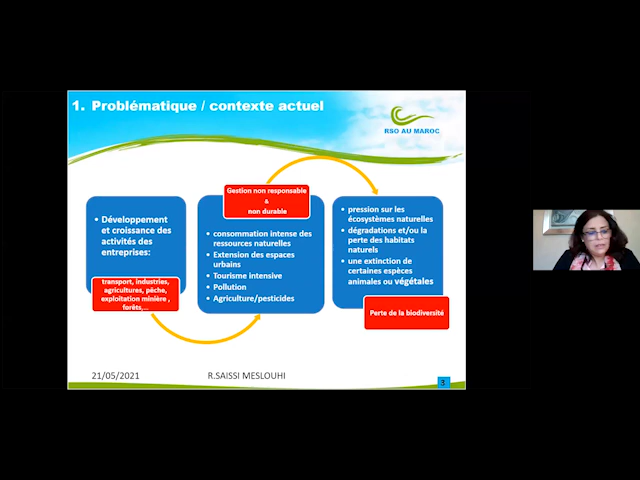 1. Problématique / contexte actuel
RSO AU MAROC
• Développement
et croissance des
activités des
entreprises:
transport, industries,
agricultures, pêche,
exploitation minière ,
forêts,...
Gestion non responsable
&
non durable
• consommation intense des
ressources naturelles
• Extension des espaces
urbains
• Tourisme intensive
• Pollution
• Agriculture/pesticides
• pression sur les
écosystèmes naturelles
• dégradations et/ou la
perte des habitats
naturels
• une extinction de
certaines espèces
animales ou végétales
Perte de la biodiversité
21/05/2021
R.SAISSI MESLOUHI
3